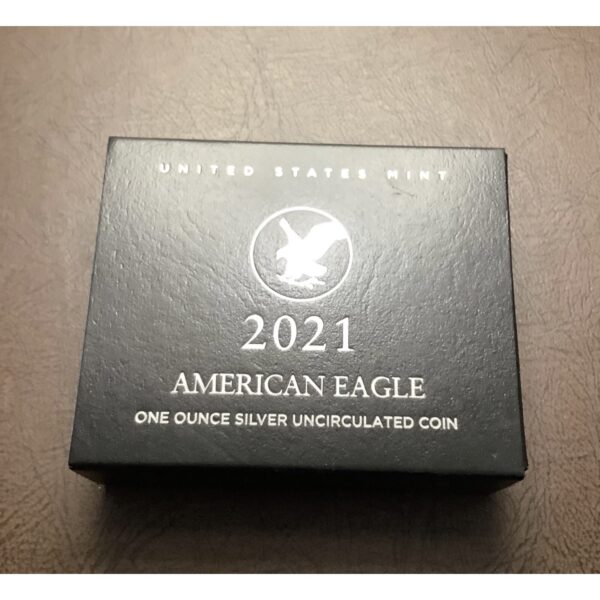 UNITED STATES MINT
2021
AMERICAN EAGLE
ONE OUNCE SILVER UNCIRCULATED COIN